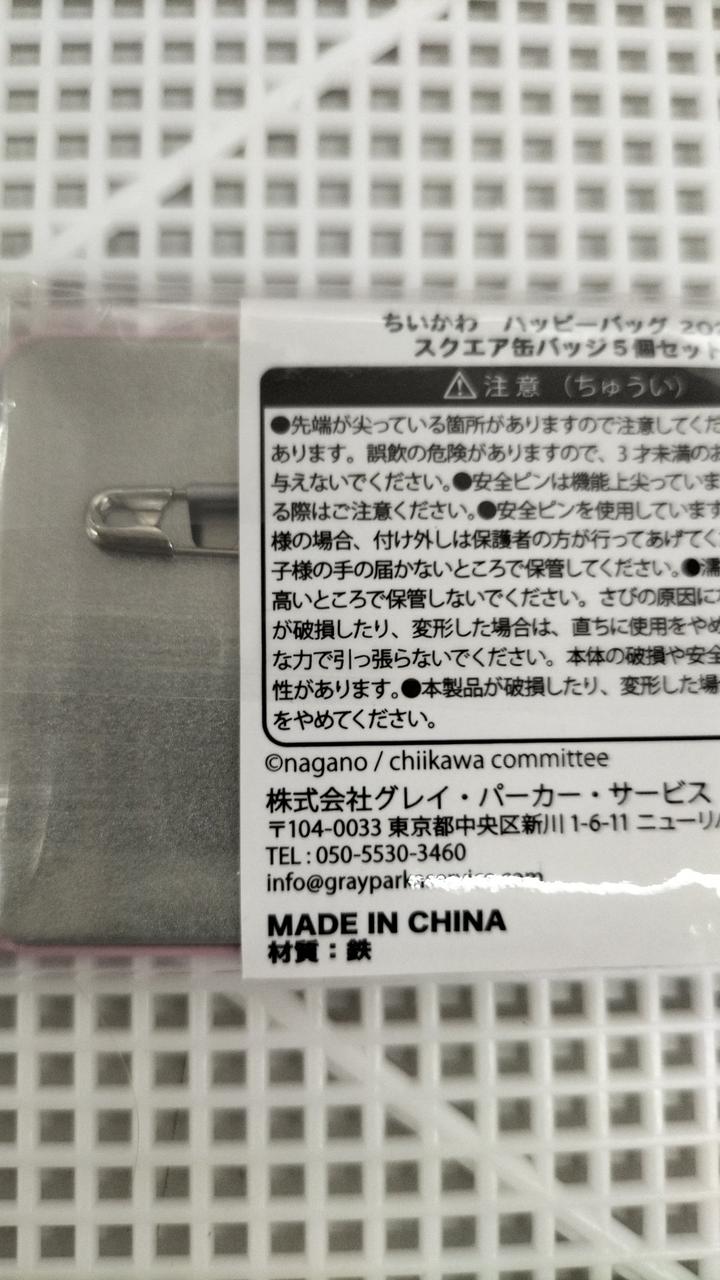 ちいかわ ハッピーバッグ 202
スクエア缶バッジ5個セット
⚠注意（ちゅうい）
●先端が尖っている箇所がありますので注意してくだ
あります。誤飲の危険がありますので、3才未満のお
与えないでください。●安全ピンは機能上尖っていま
る際はご注意ください。●安全ピンを使用しています
様の場合、付け外しは保護者の方が行ってあげてく
子様の手の届かないところで保管してください。●濡
高いところで保管しないでください。さびの原因に
が破損したり、変形した場合は、直ちに使用をやめ
な力で引っ張らないでください。本体の破損や安全
性があります。●本製品が破損したり、変形した場
をやめてください。
©nagano / chiikawa committee
株式会社グレイ・パーカー・サービス
〒104-0033 東京都中央区新川1-6-11 ニューリバ
TEL : 050-5530-3460
info@grayparkaservice.com
MADE IN CHINA
材質：鉄